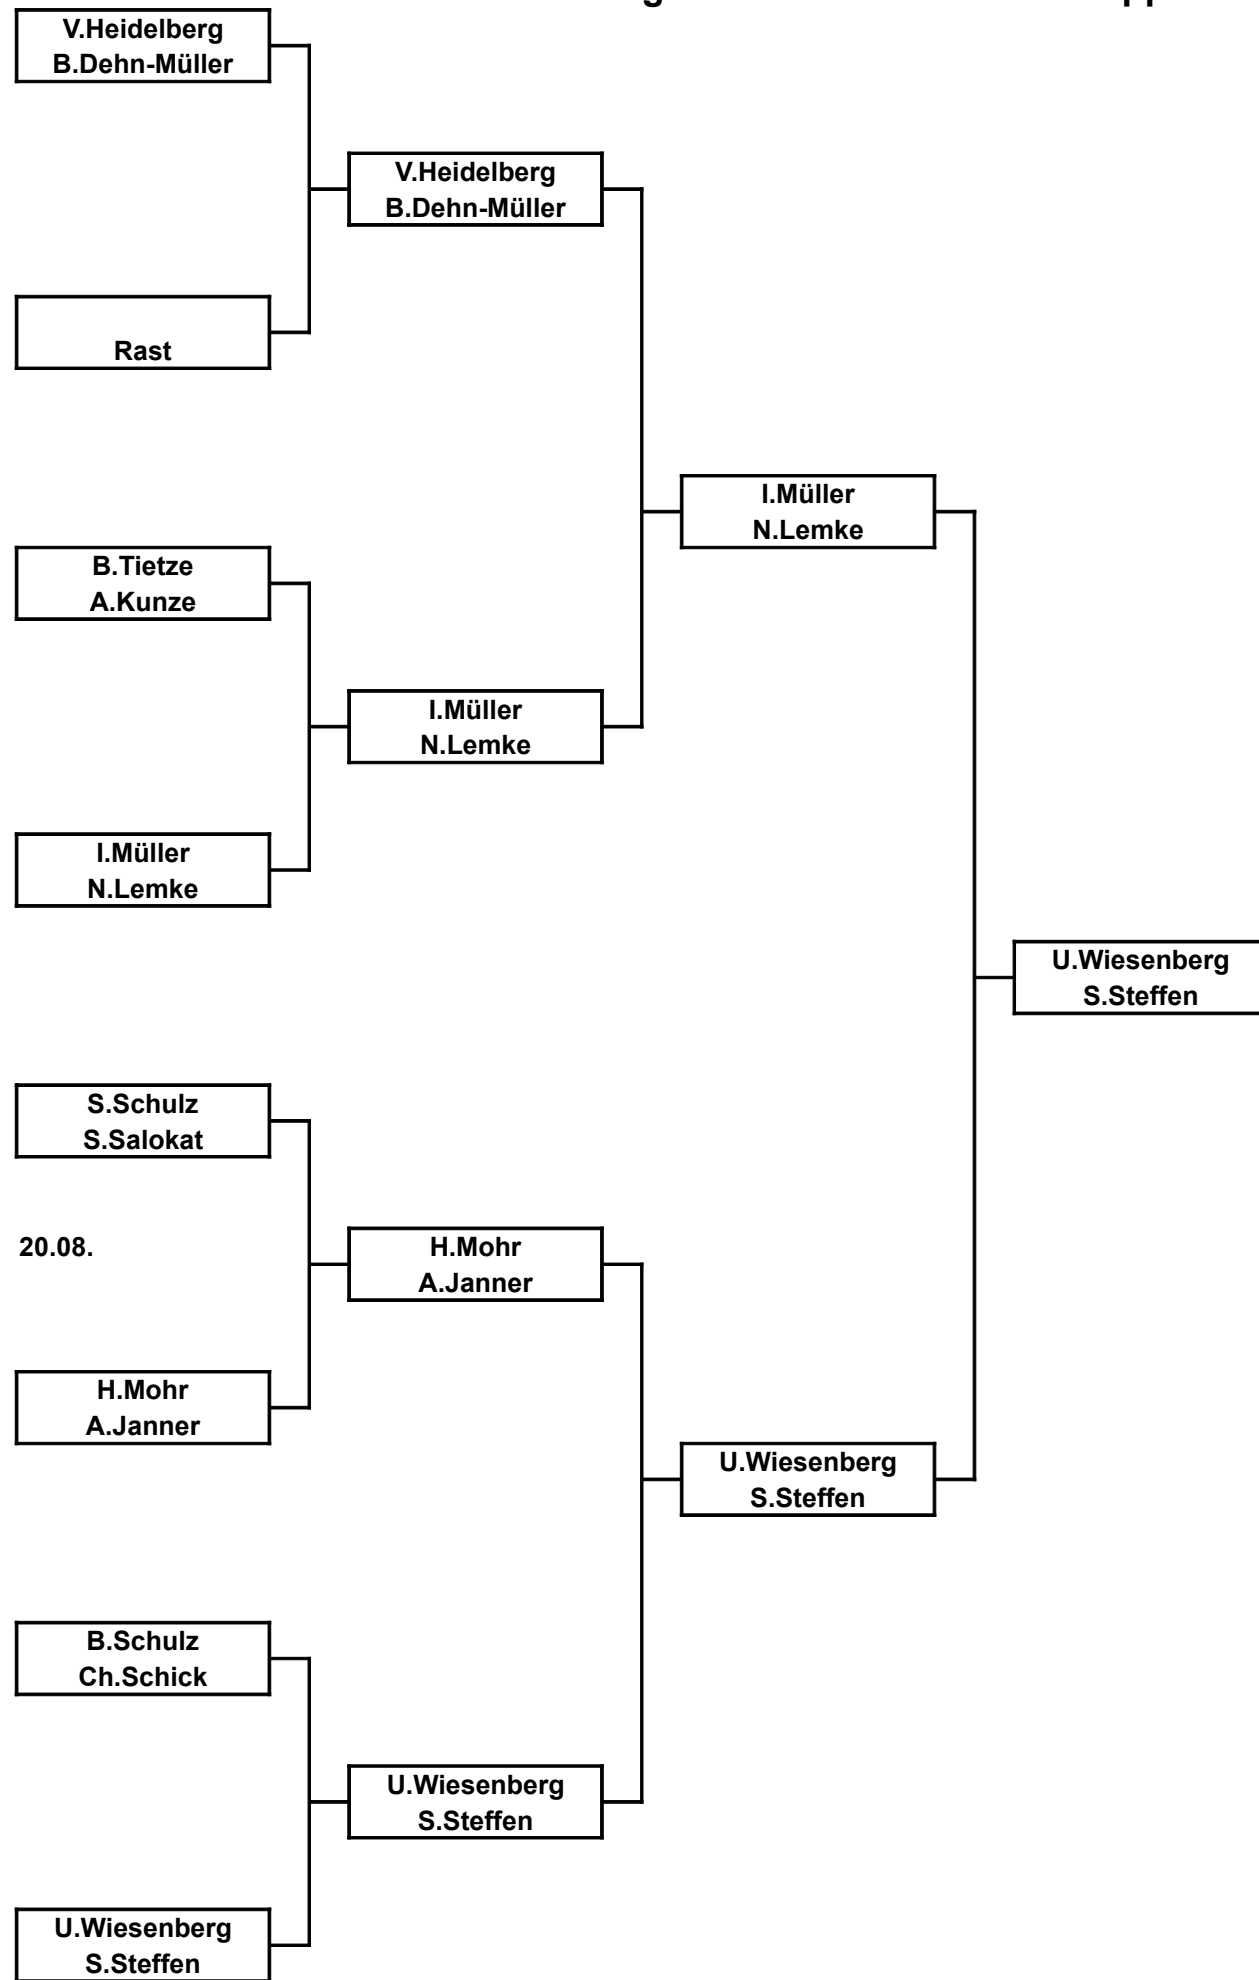 V.Heidelberg
B.Dehn-Müller
V.Heidelberg
B.Dehn-Müller
Rast
I.Müller
N.Lemke
B.Tietze
A.Kunze
I.Müller
N.Lemke
I.Müller
N.Lemke
U.Wiesenberg
S.Steffen
S.Schulz
S.Salokat
20.08.
H.Mohr
A.Janner
H.Mohr
A.Janner
U.Wiesenberg
S.Steffen
B.Schulz
Ch.Schick
U.Wiesenberg
S.Steffen
U.Wiesenberg
S.Steffen